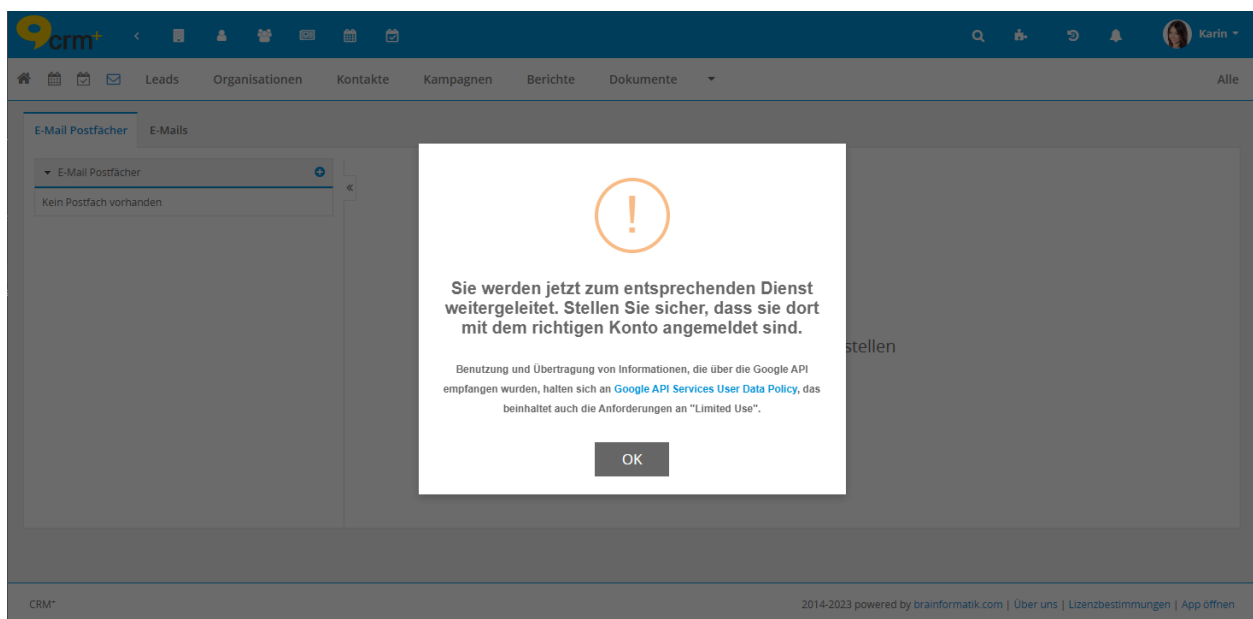 9crm+ Karin
Leads Organisationen Kontakte Kampagnen Berichte Dokumente Alle
E-Mail Postfächer E-Mails
E-Mail Postfächer
Kein Postfach vorhanden
!
Sie werden jetzt zum entsprechenden Dienst
weitergeleitet. Stellen Sie sicher, dass sie dort
mit dem richtigen Konto angemeldet sind.
stellen
Benutzung und Übertragung von Informationen, die über die Google API
empfangen wurden, halten sich an Google API Services User Data Policy, das
beinhaltet auch die Anforderungen an "Limited Use".
OK
CRM+ 2014-2023 powered by brainformatik.com | Über uns | Lizenzbestimmungen | App öffnen